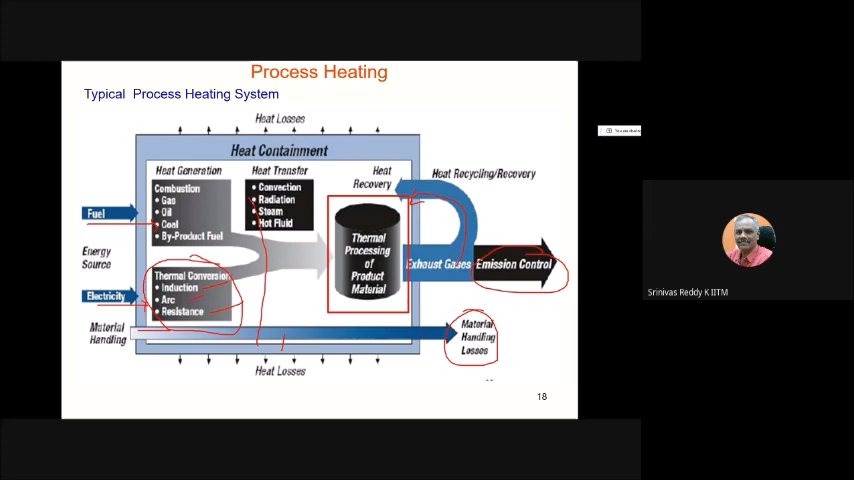 Process Heating
Typical Process Heating System
Heat Losses
Heat Containment
Heat Generation
Combustion
• Gas
• Oil
• Coal
• By-Product Fuel
Heat Transfer
• Convection
• Radiation
• Steam
• Hot Fluid
Heat
Recovery
Heat Recycling/Recovery
Fuel
Energy
Source
Electricity
Thermal Conversion
• Induction
• Arc
• Resistance
Thermal
Processing
of
Product
Material
Exhaust Gases
Emission Control
Material
Handling
Material
Handling
Losses
Heat Losses
18
Srinivas Reddy K IITM